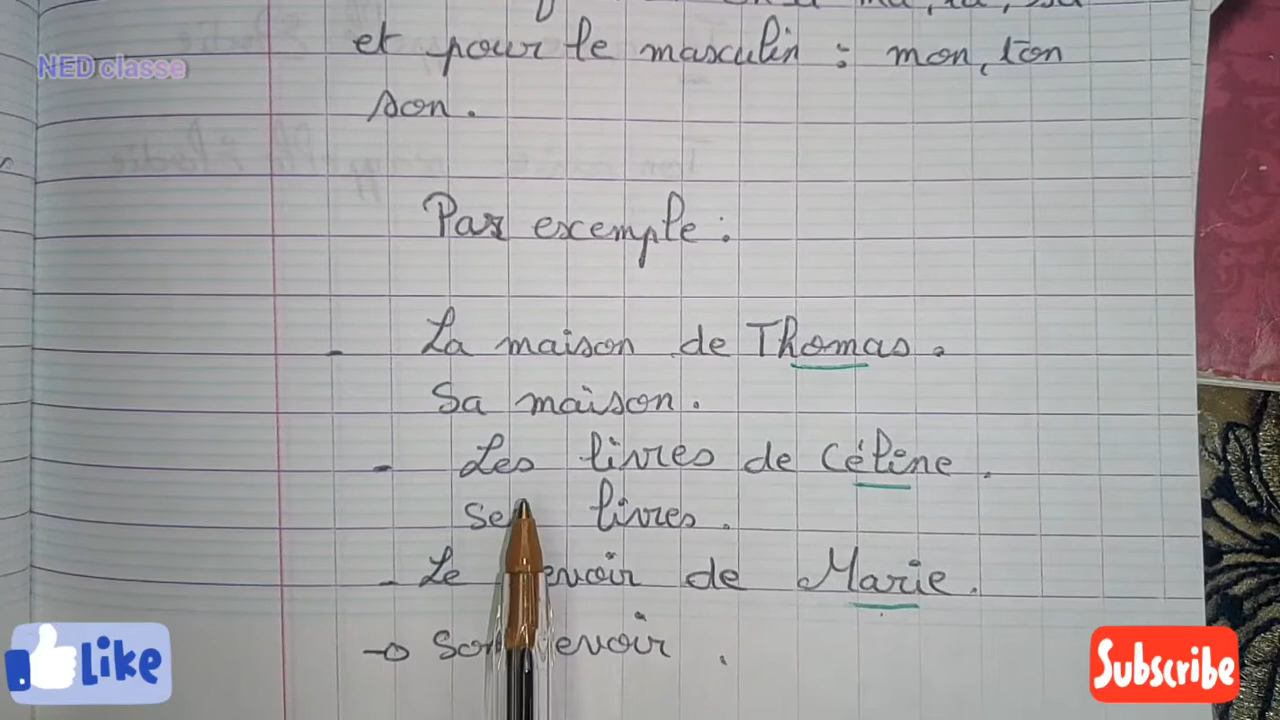 et pour le masculin : mon, ton
NED classe
son.
Par exemple :
- La maison de Thomas.
Sa maison.
- Les livres de Céline.
livres.
- Le de Marie.
Like
Subscribe